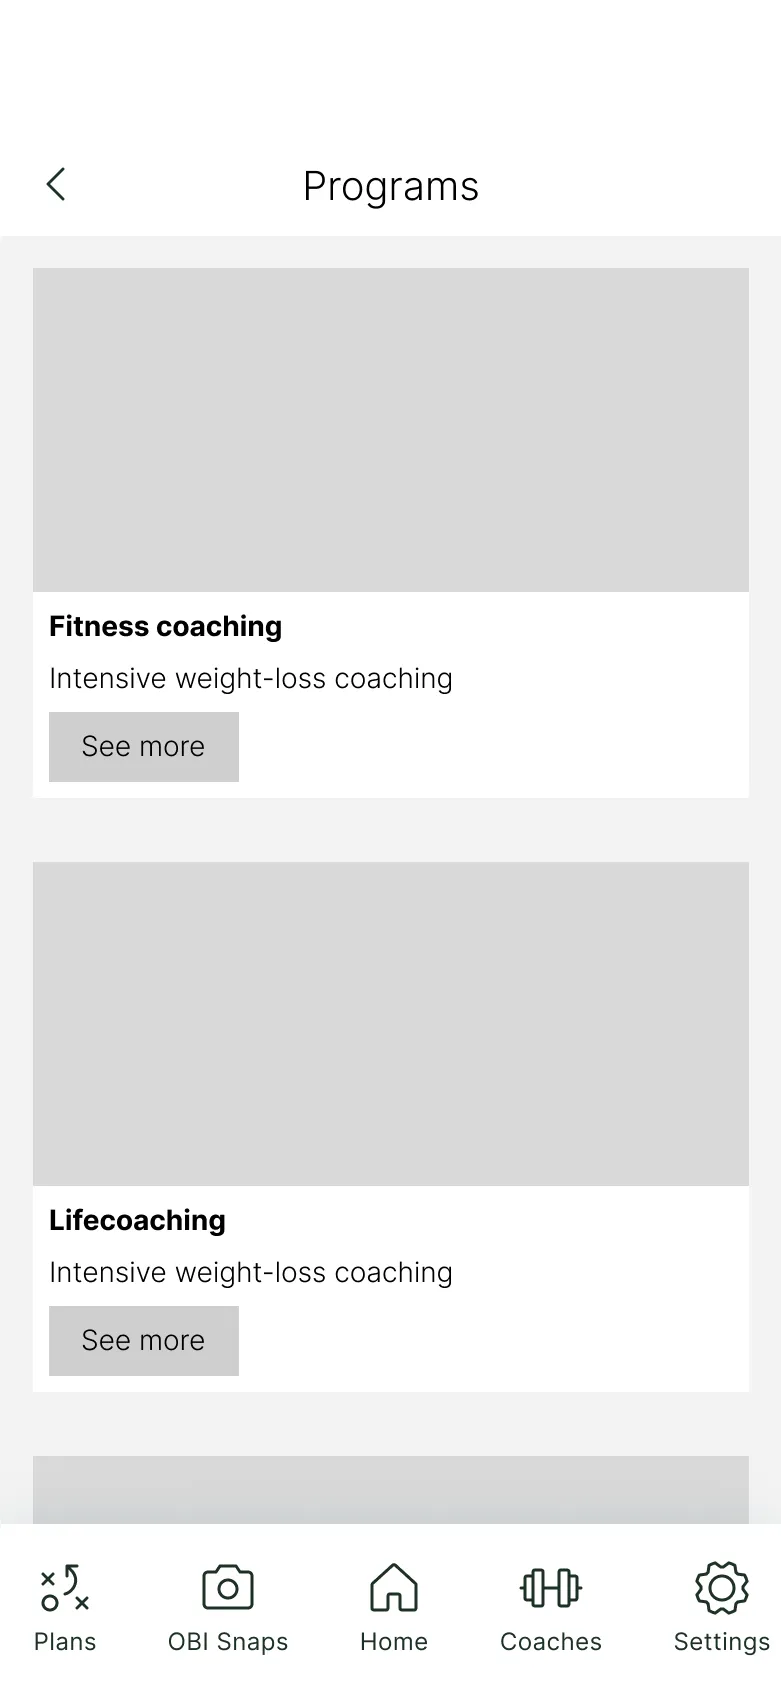 Programs
Fitness coaching
Intensive weight-loss coaching
See more
Lifecoaching
Intensive weight-loss coaching
See more
Plans
OBI Snaps
Home
Coaches
Settings